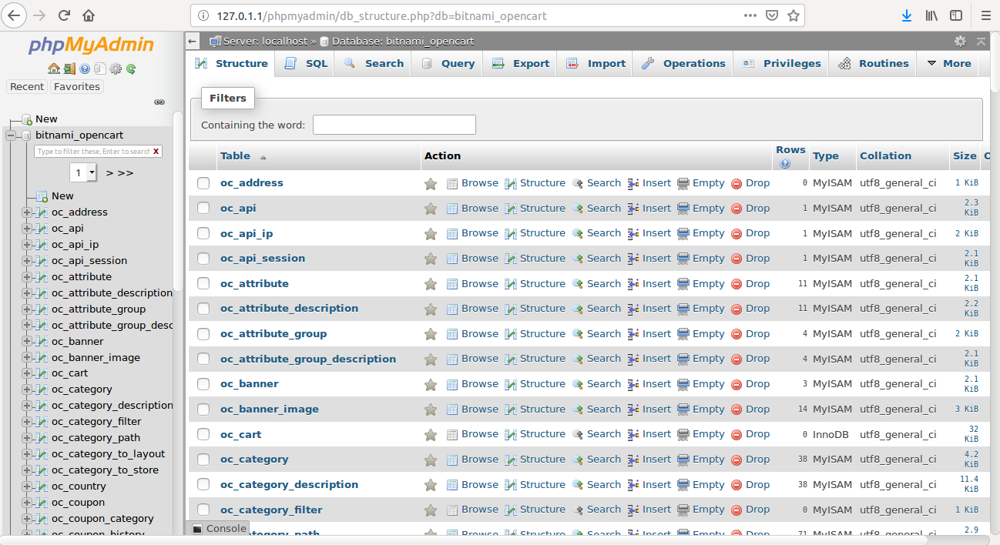 127.0.1.1/phpmyadmin/db_structure.php?db=bitnami_opencart
phpMyAdmin
Recent Favorites
New
bitnami_opencart
Type to filter these, Enter to search X
1 > >>
New
oc_address
oc_api
oc_api_ip
oc_api_session
oc_attribute
oc_attribute_description
oc_attribute_group
oc_attribute_group_desc
oc_banner
oc_banner_image
oc_cart
oc_category
oc_category_description
oc_category_filter
oc_category_path
oc_category_to_layout
oc_category_to_store
oc_country
oc_coupon
oc_coupon_category
oc_coupon_history
Server: localhost » Database: bitnami_opencart
Structure SQL Search Query Export Import Operations Privileges Routines More
Filters
Containing the word:
Table Action Rows Type Collation Size
oc_address Browse Structure Search Insert Empty Drop 0 MyISAM utf8_general_ci 1 KiB
oc_api Browse Structure Search Insert Empty Drop 1 MyISAM utf8_general_ci 2.3 KiB
oc_api_ip Browse Structure Search Insert Empty Drop 1 MyISAM utf8_general_ci 2 KiB
oc_api_session Browse Structure Search Insert Empty Drop 1 MyISAM utf8_general_ci 2.1 KiB
oc_attribute Browse Structure Search Insert Empty Drop 11 MyISAM utf8_general_ci 2.1 KiB
oc_attribute_description Browse Structure Search Insert Empty Drop 11 MyISAM utf8_general_ci 2.2 KiB
oc_attribute_group Browse Structure Search Insert Empty Drop 4 MyISAM utf8_general_ci 2 KiB
oc_attribute_group_description Browse Structure Search Insert Empty Drop 4 MyISAM utf8_general_ci 2.1 KiB
oc_banner Browse Structure Search Insert Empty Drop 3 MyISAM utf8_general_ci 2.1 KiB
oc_banner_image Browse Structure Search Insert Empty Drop 14 MyISAM utf8_general_ci 3 KiB
oc_cart Browse Structure Search Insert Empty Drop 0 InnoDB utf8_general_ci 32 KiB
oc_category Browse Structure Search Insert Empty Drop 38 MyISAM utf8_general_ci 4.2 KiB
oc_category_description Browse Structure Search Insert Empty Drop 38 MyISAM utf8_general_ci 11.4 KiB
oc_category_filter Browse Structure Search Insert Empty Drop 0 MyISAM utf8_general_ci 1 KiB
tegory_path Browse Structure Search Insert Empty Drop 71 MyISAM utf8_general_ci 2.9
Console